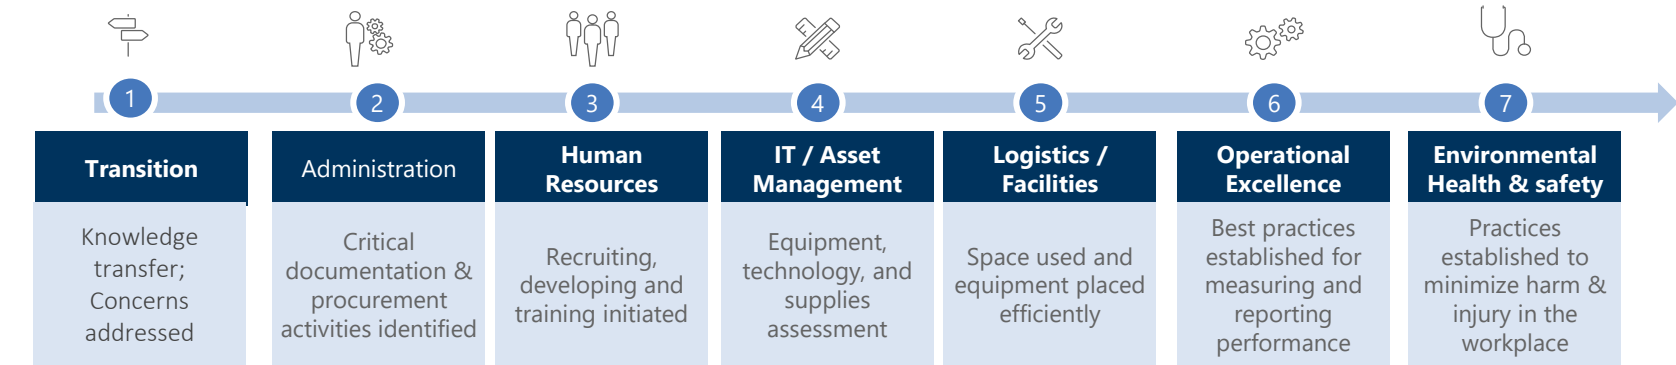 1
2
3
4
5
6
7
Transition
Administration
Human
Resources
IT / Asset
Management
Logistics /
Facilities
Operational
Excellence
Environmental
Health & safety
Knowledge
transfer;
Concerns
addressed
Critical
documentation &
procurement
activities identified
Recruiting,
developing and
training initiated
Equipment,
technology, and
supplies
assessment
Space used and
equipment placed
efficiently
Best practices
established for
measuring and
reporting
performance
Practices
established to
minimize harm &
injury in the
workplace